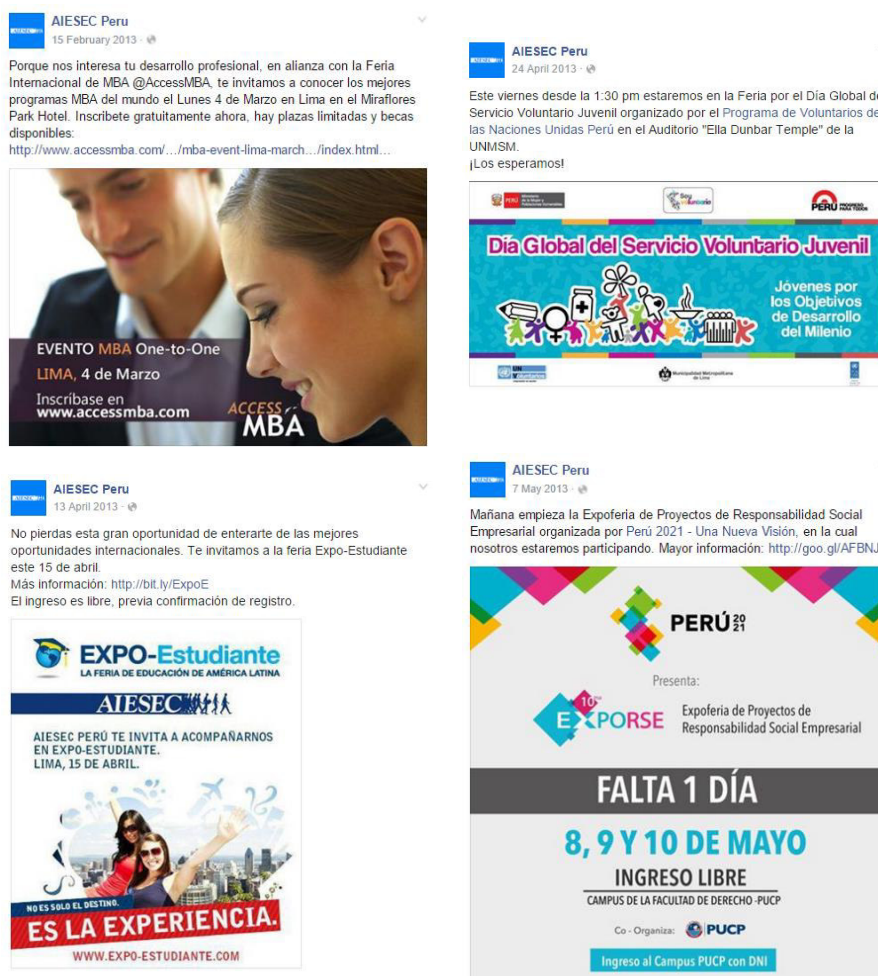 AIESEC Peru
15 February 2013
Porque nos interesa tu desarrollo profesional, en alianza con la Feria
Internacional de MBA @AccessMBA, te invitamos a conocer los mejores
programas MBA del mundo el Lunes 4 de Marzo en Lima en el Miraflores
Park Hotel. Inscribete gratuitamente ahora, hay plazas limitadas y becas
disponibles:
http://www.accessmba.com/.../mba-event-lima-march.../index.html...
EVENTO MBA One-to-One
LIMA, 4 de Marzo
Inscríbase en
www.accessmba.com
ACCESS
MBA
AIESEC Peru
13 April 2013
No pierdas esta gran oportunidad de enterarte de las mejores
oportunidades internacionales. Te invitamos a la feria Expo-Estudiante
este 15 de abril.
Más información: http://bit.ly/ExpoE
El ingreso es libre, previa confirmación de registro.
EXPO-Estudiante
LA FERIA DE EDUCACIÓN DE AMÉRICA LATINA
AIESEC
AIESEC PERÚ TE INVITA A ACOMPAÑARNOS
EN EXPO-ESTUDIANTE.
LIMA, 15 DE ABRIL.
NO ES SOLO EL DESTINO.
ES LA EXPERIENCIA.
WWW.EXPO-ESTUDIANTE.COM
AIESEC Peru
24 April 2013
Este viernes desde la 1:30 pm estaremos en la Feria por el Día Global de
Servicio Voluntario Juvenil organizado por el Programa de Voluntarios de
las Naciones Unidas Perú en el Auditorio "Ella Dunbar Temple" de la
UNMSM.
¡Los esperamos!
PERÚ
Soy
voluntario
PERÚ PROGRESO
PARA TODOS
Día Global del Servicio Voluntario Juvenil
Jóvenes por
los Objetivos
de Desarrollo
del Milenio
UN
Municipalidad Metropolitana
de Lima
AIESEC Peru
7 May 2013
Mañana empieza la Expoferia de Proyectos de Responsabilidad Social
Empresarial organizada por Perú 2021 - Una Nueva Visión, en la cual
nosotros estaremos participando. Mayor información: http://goo.gl/AFBNJ
PERÚ 2021
Presenta:
10ma
EXPORSE
Expoferia de Proyectos de
Responsabilidad Social Empresarial
FALTA 1 DÍA
8, 9 Y 10 DE MAYO
INGRESO LIBRE
CAMPUS DE LA FACULTAD DE DERECHO -PUCP
Co - Organiza: PUCP
Ingreso al Campus PUCP con DNI